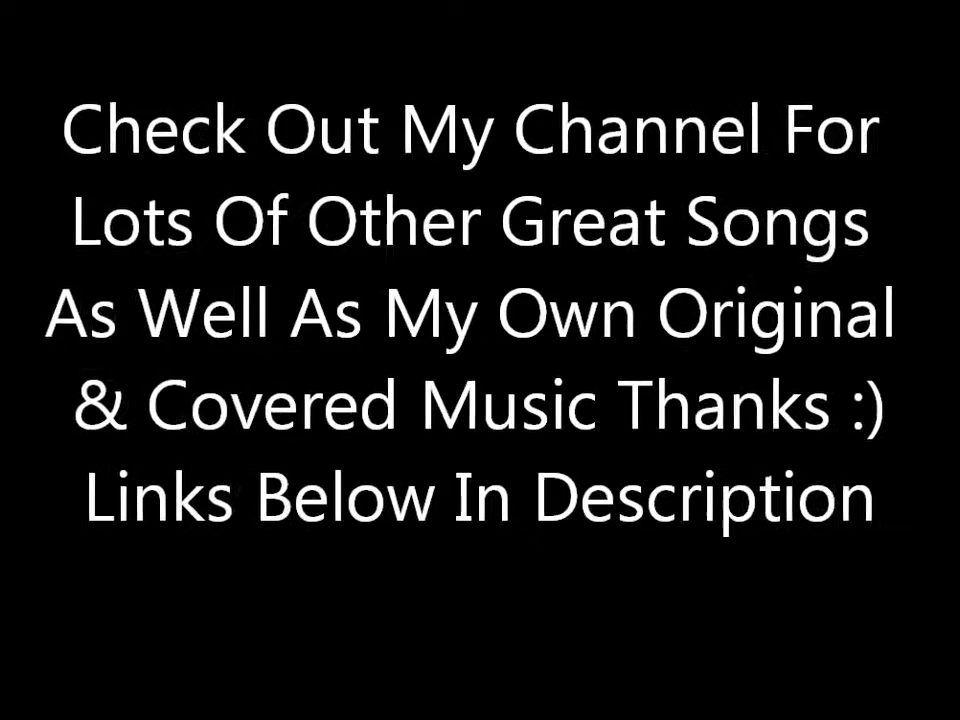 Check Out My Channel For
Lots Of Other Great Songs
As Well As My Own Original
& Covered Music Thanks :)
Links Below In Description